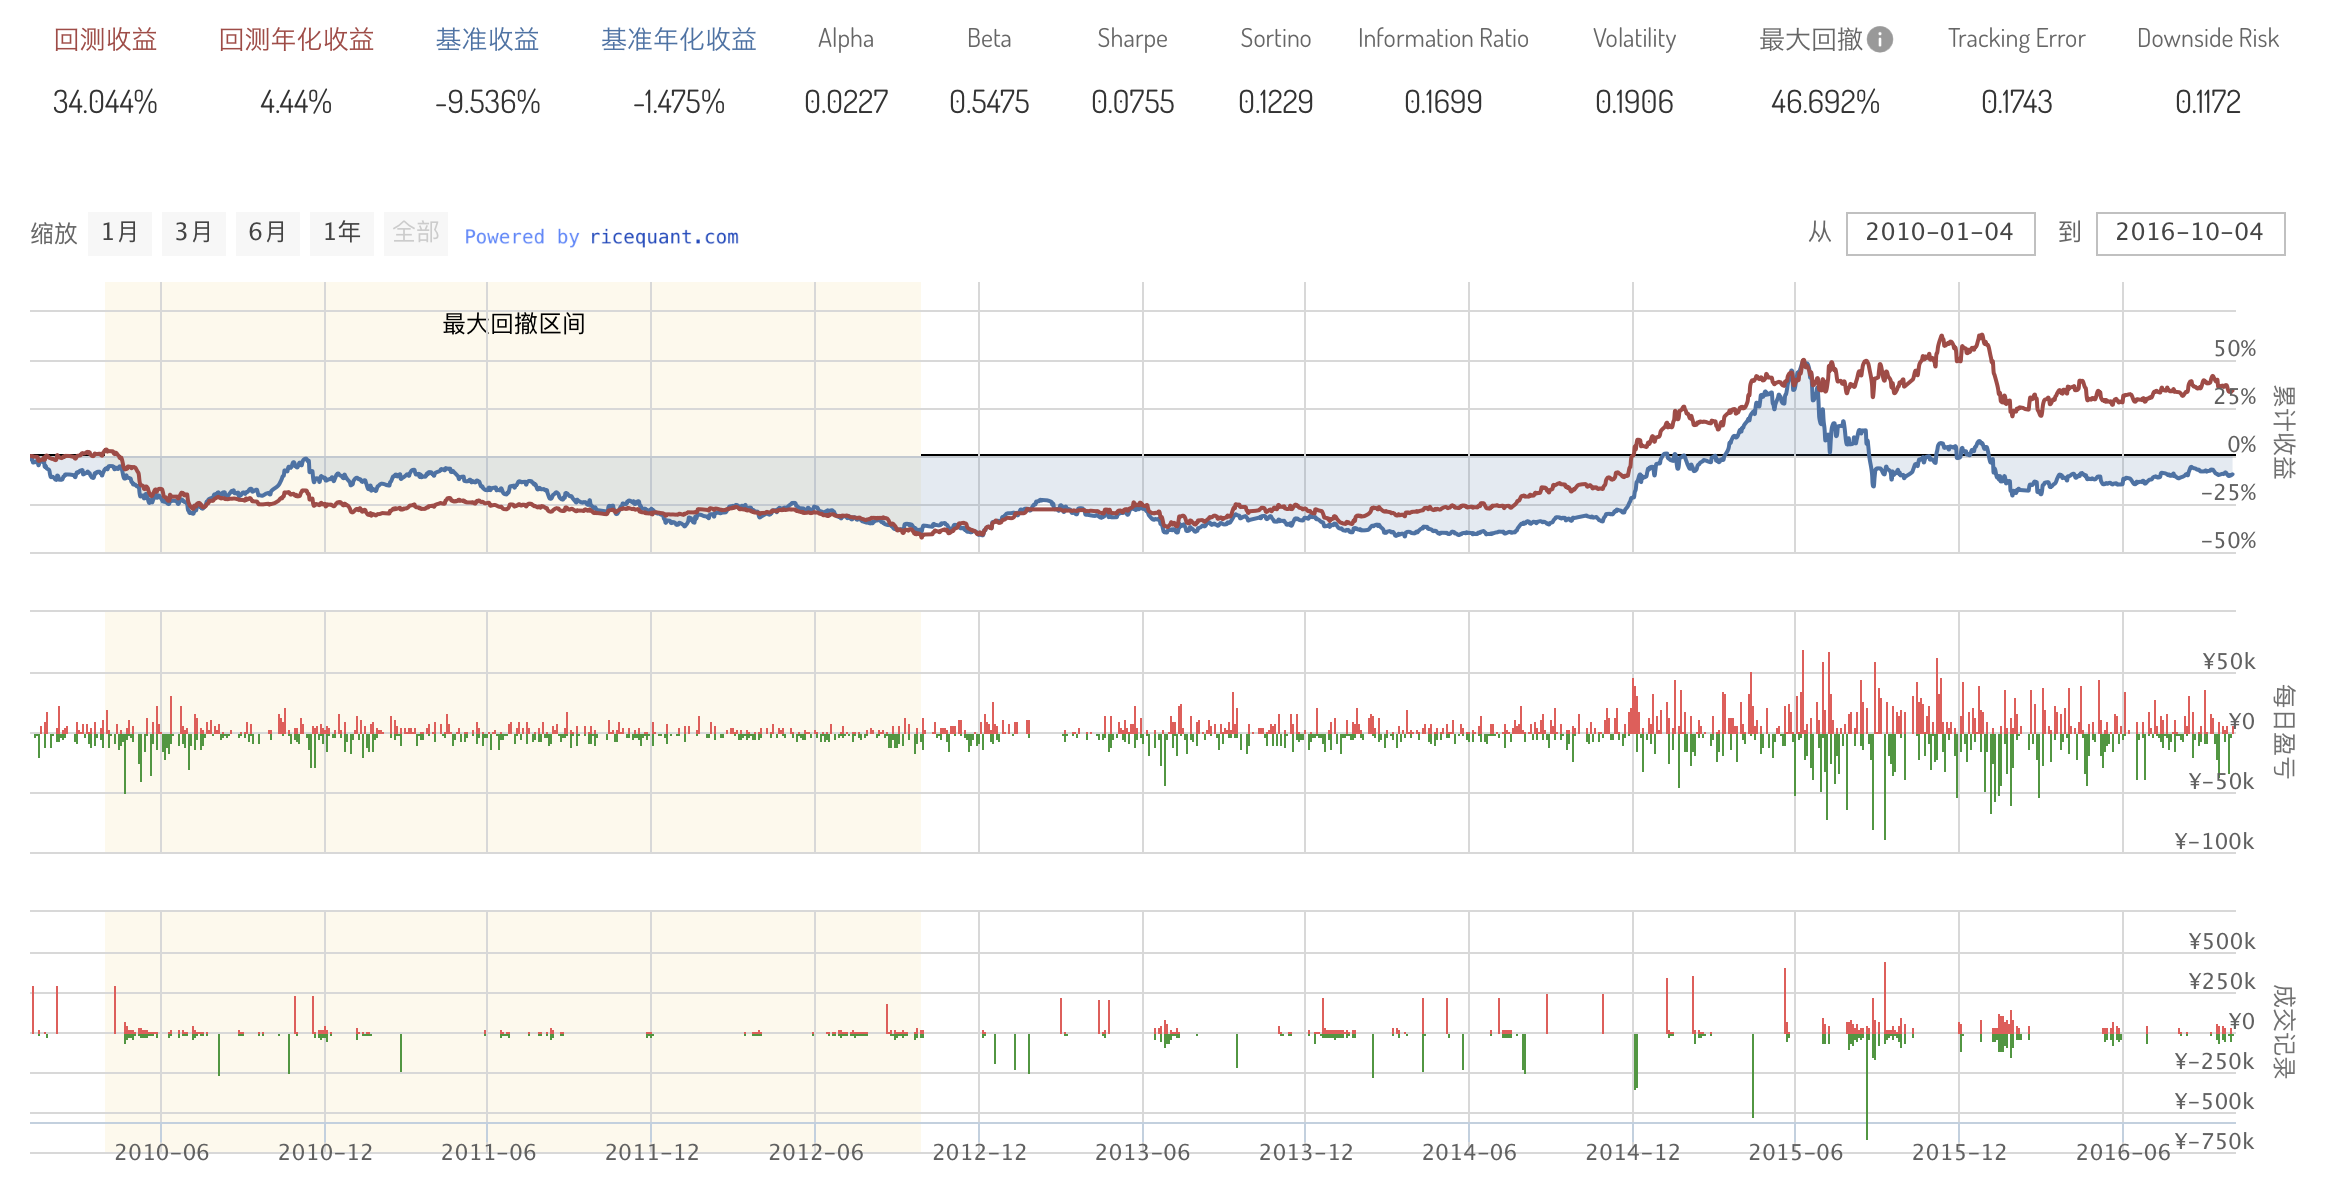 回测收益 回测年化收益 基准收益 基准年化收益 Alpha Beta Sharpe Sortino Information Ratio Volatility 最大回撤 i Tracking Error Downside Risk
34.044% 4.44% -9.536% -1.475% 0.0227 0.5475 0.0755 0.1229 0.1699 0.1906 46.692% 0.1743 0.1172
缩放 1月 3月 6月 1年 全部 Powered by ricequant.com 从 2010-01-04 到 2016-10-04
最大回撤区间
50%
25%
0%
-25%
-50%
累计收益
¥50k
¥0
¥-50k
¥-100k
每日盈亏
¥500k
¥250k
¥0
¥-250k
¥-500k
¥-750k
成交记录
2010-06 2010-12 2011-06 2011-12 2012-06 2012-12 2013-06 2013-12 2014-06 2014-12 2015-06 2015-12 2016-06